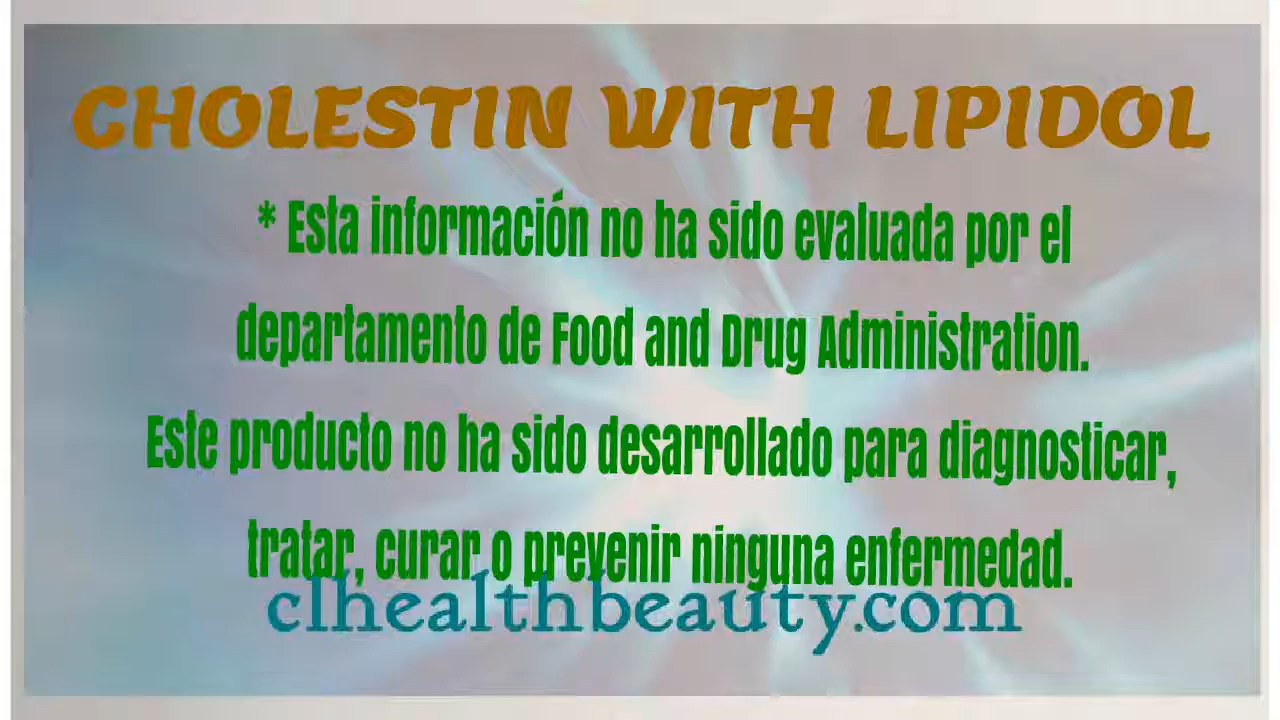 CHOLESTIN WITH LIPIDOL
* Esta información no ha sido evaluada por el
departamento de Food and Drug Administration.
Este producto no ha sido desarrollado para diagnosticar,
tratar, curar o prevenir ninguna enfermedad.
clhealthbeauty.com